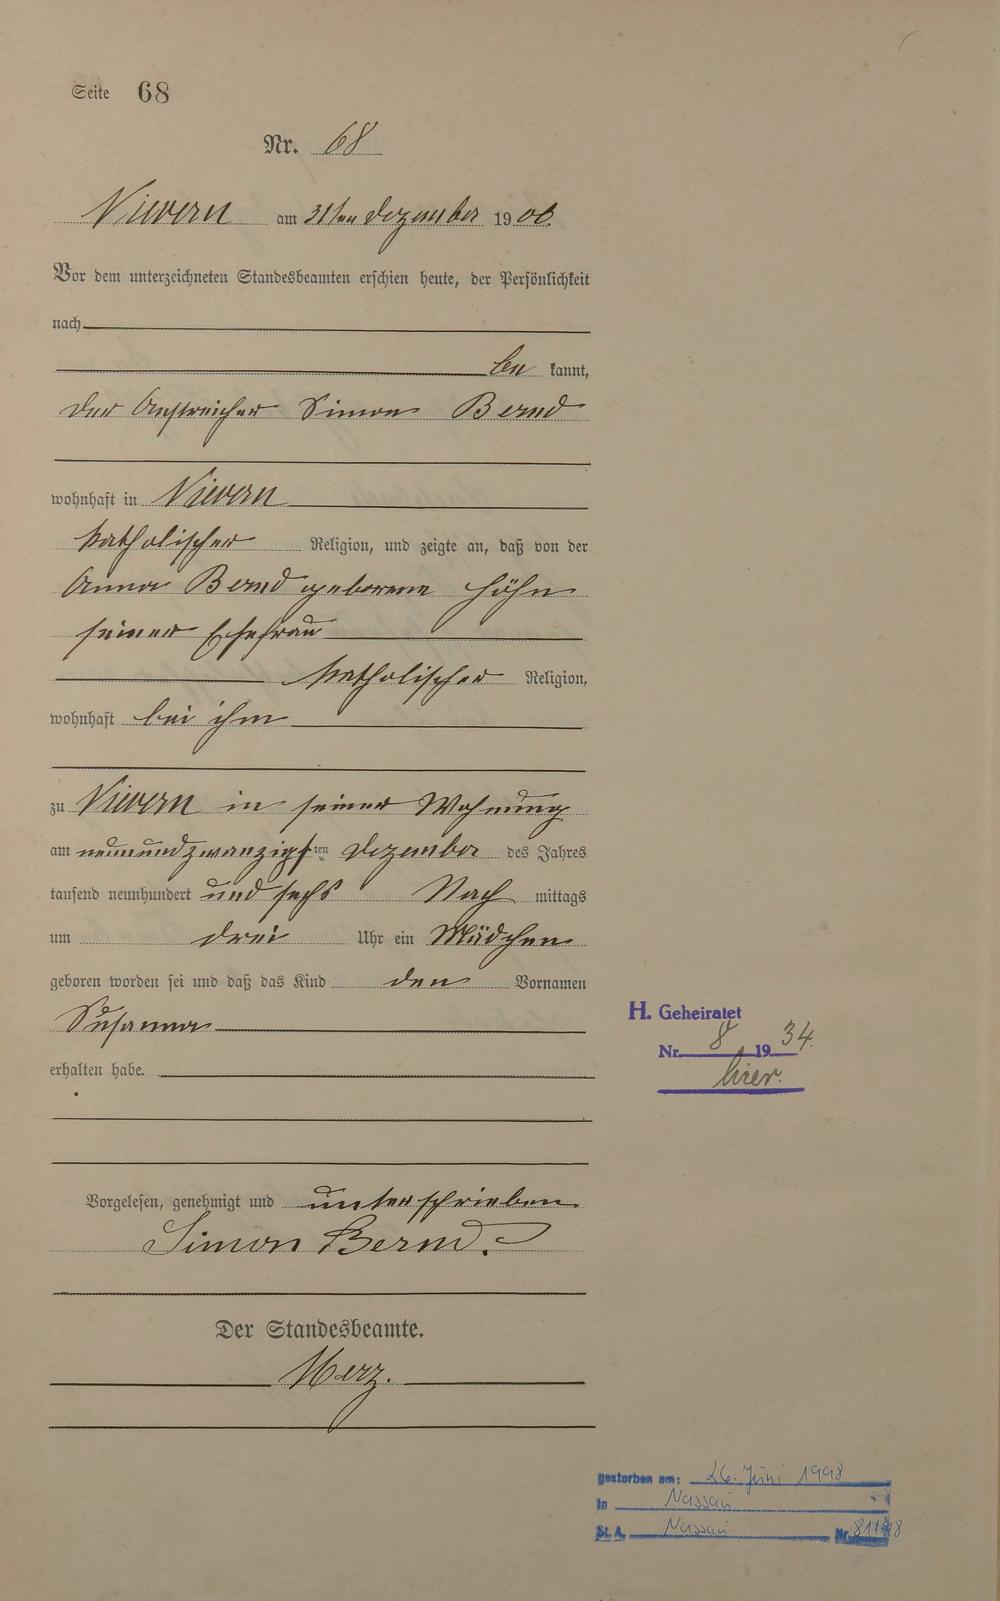 Seite 68
Nr. 68
Nievern am 31ten Dezember 1906.
Vor dem unterzeichneten Standesbeamten erschien heute, der Persönlichkeit
nach
be kannt,
der Anstreicher Simon Bernd
wohnhaft in Nievern
katholischer Religion, und zeigte an, daß von der
Anna Bernd geborene Höhn
seiner Ehefrau
katholischer Religion,
wohnhaft bei ihm
zu Nievern in seiner Wohnung
am neunundzwanzigsten Dezember des Jahres
tausend neunhundert und sechs Nach mittags
um drei Uhr ein Mädchen
geboren worden sei und daß das Kind den Vornamen
Susanna
erhalten habe.
H. Geheiratet
Nr. 8 1934.
hier.
Vorgelesen, genehmigt und unterschrieben
Simon Bernd.
Der Standesbeamte.
Merz.
gestorben am: 26. Juni 1998
in Nassau
St. A. Nassau Nr.